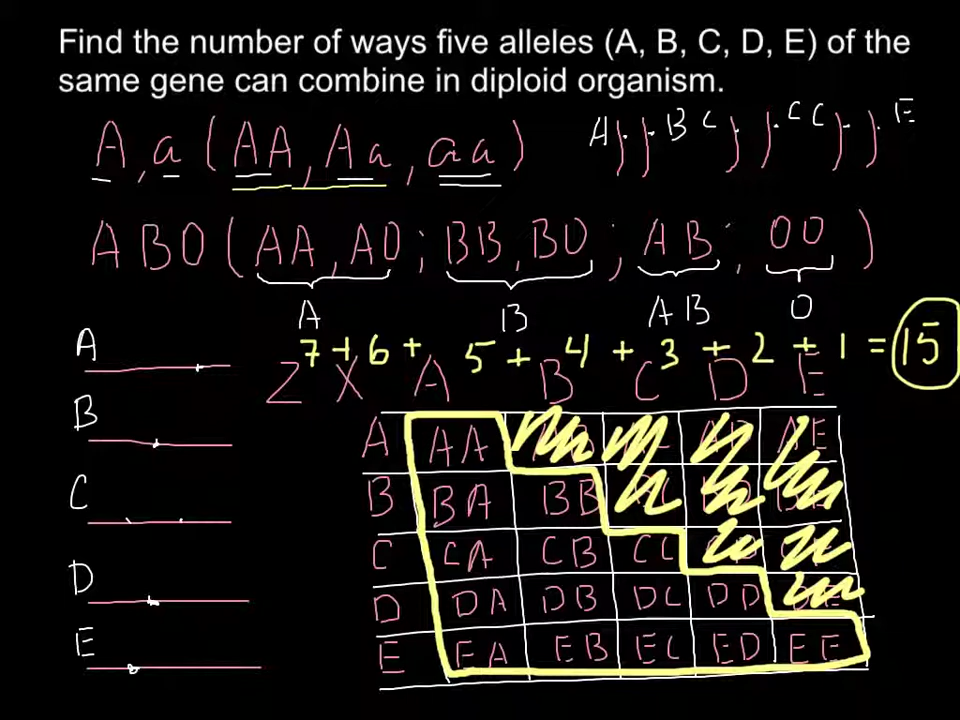 Find the number of ways five alleles (A, B, C, D, E) of the
same gene can combine in diploid organism.
A, a (AA, Aa, aa)
A B C C C E
ABO (AA, AO; BB, BO; AB; OO)
A B AB O
7 + 6 + 5 + 4 + 3 + 2 + 1 = 15
Z X A B C D E
A AA AE
B BA BB
C CA CB CC
D DA DB DC DD
E EA EB EC ED EE
A
B
C
D
E